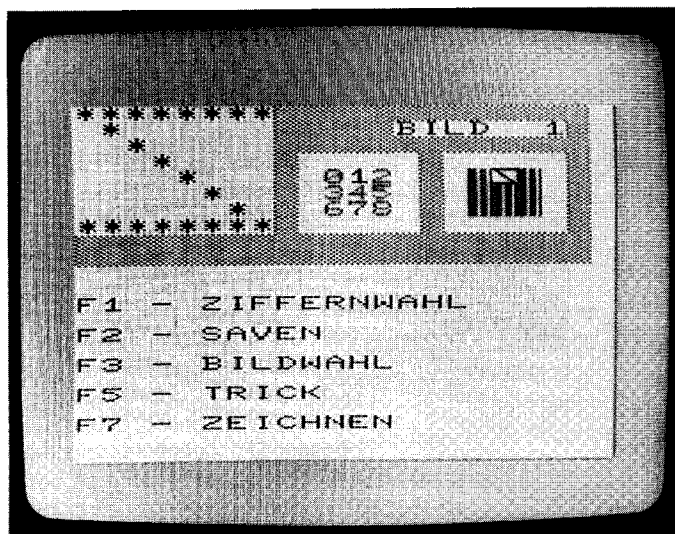 * * * * * * * *
*
*
*
*
*
*
* * * * * * * *
BILD 1
012
345
678
F1 - ZIFFERNWAHL
F2 - SAVEN
F3 - BILDWAHL
F5 - TRICK
F7 - ZEICHNEN